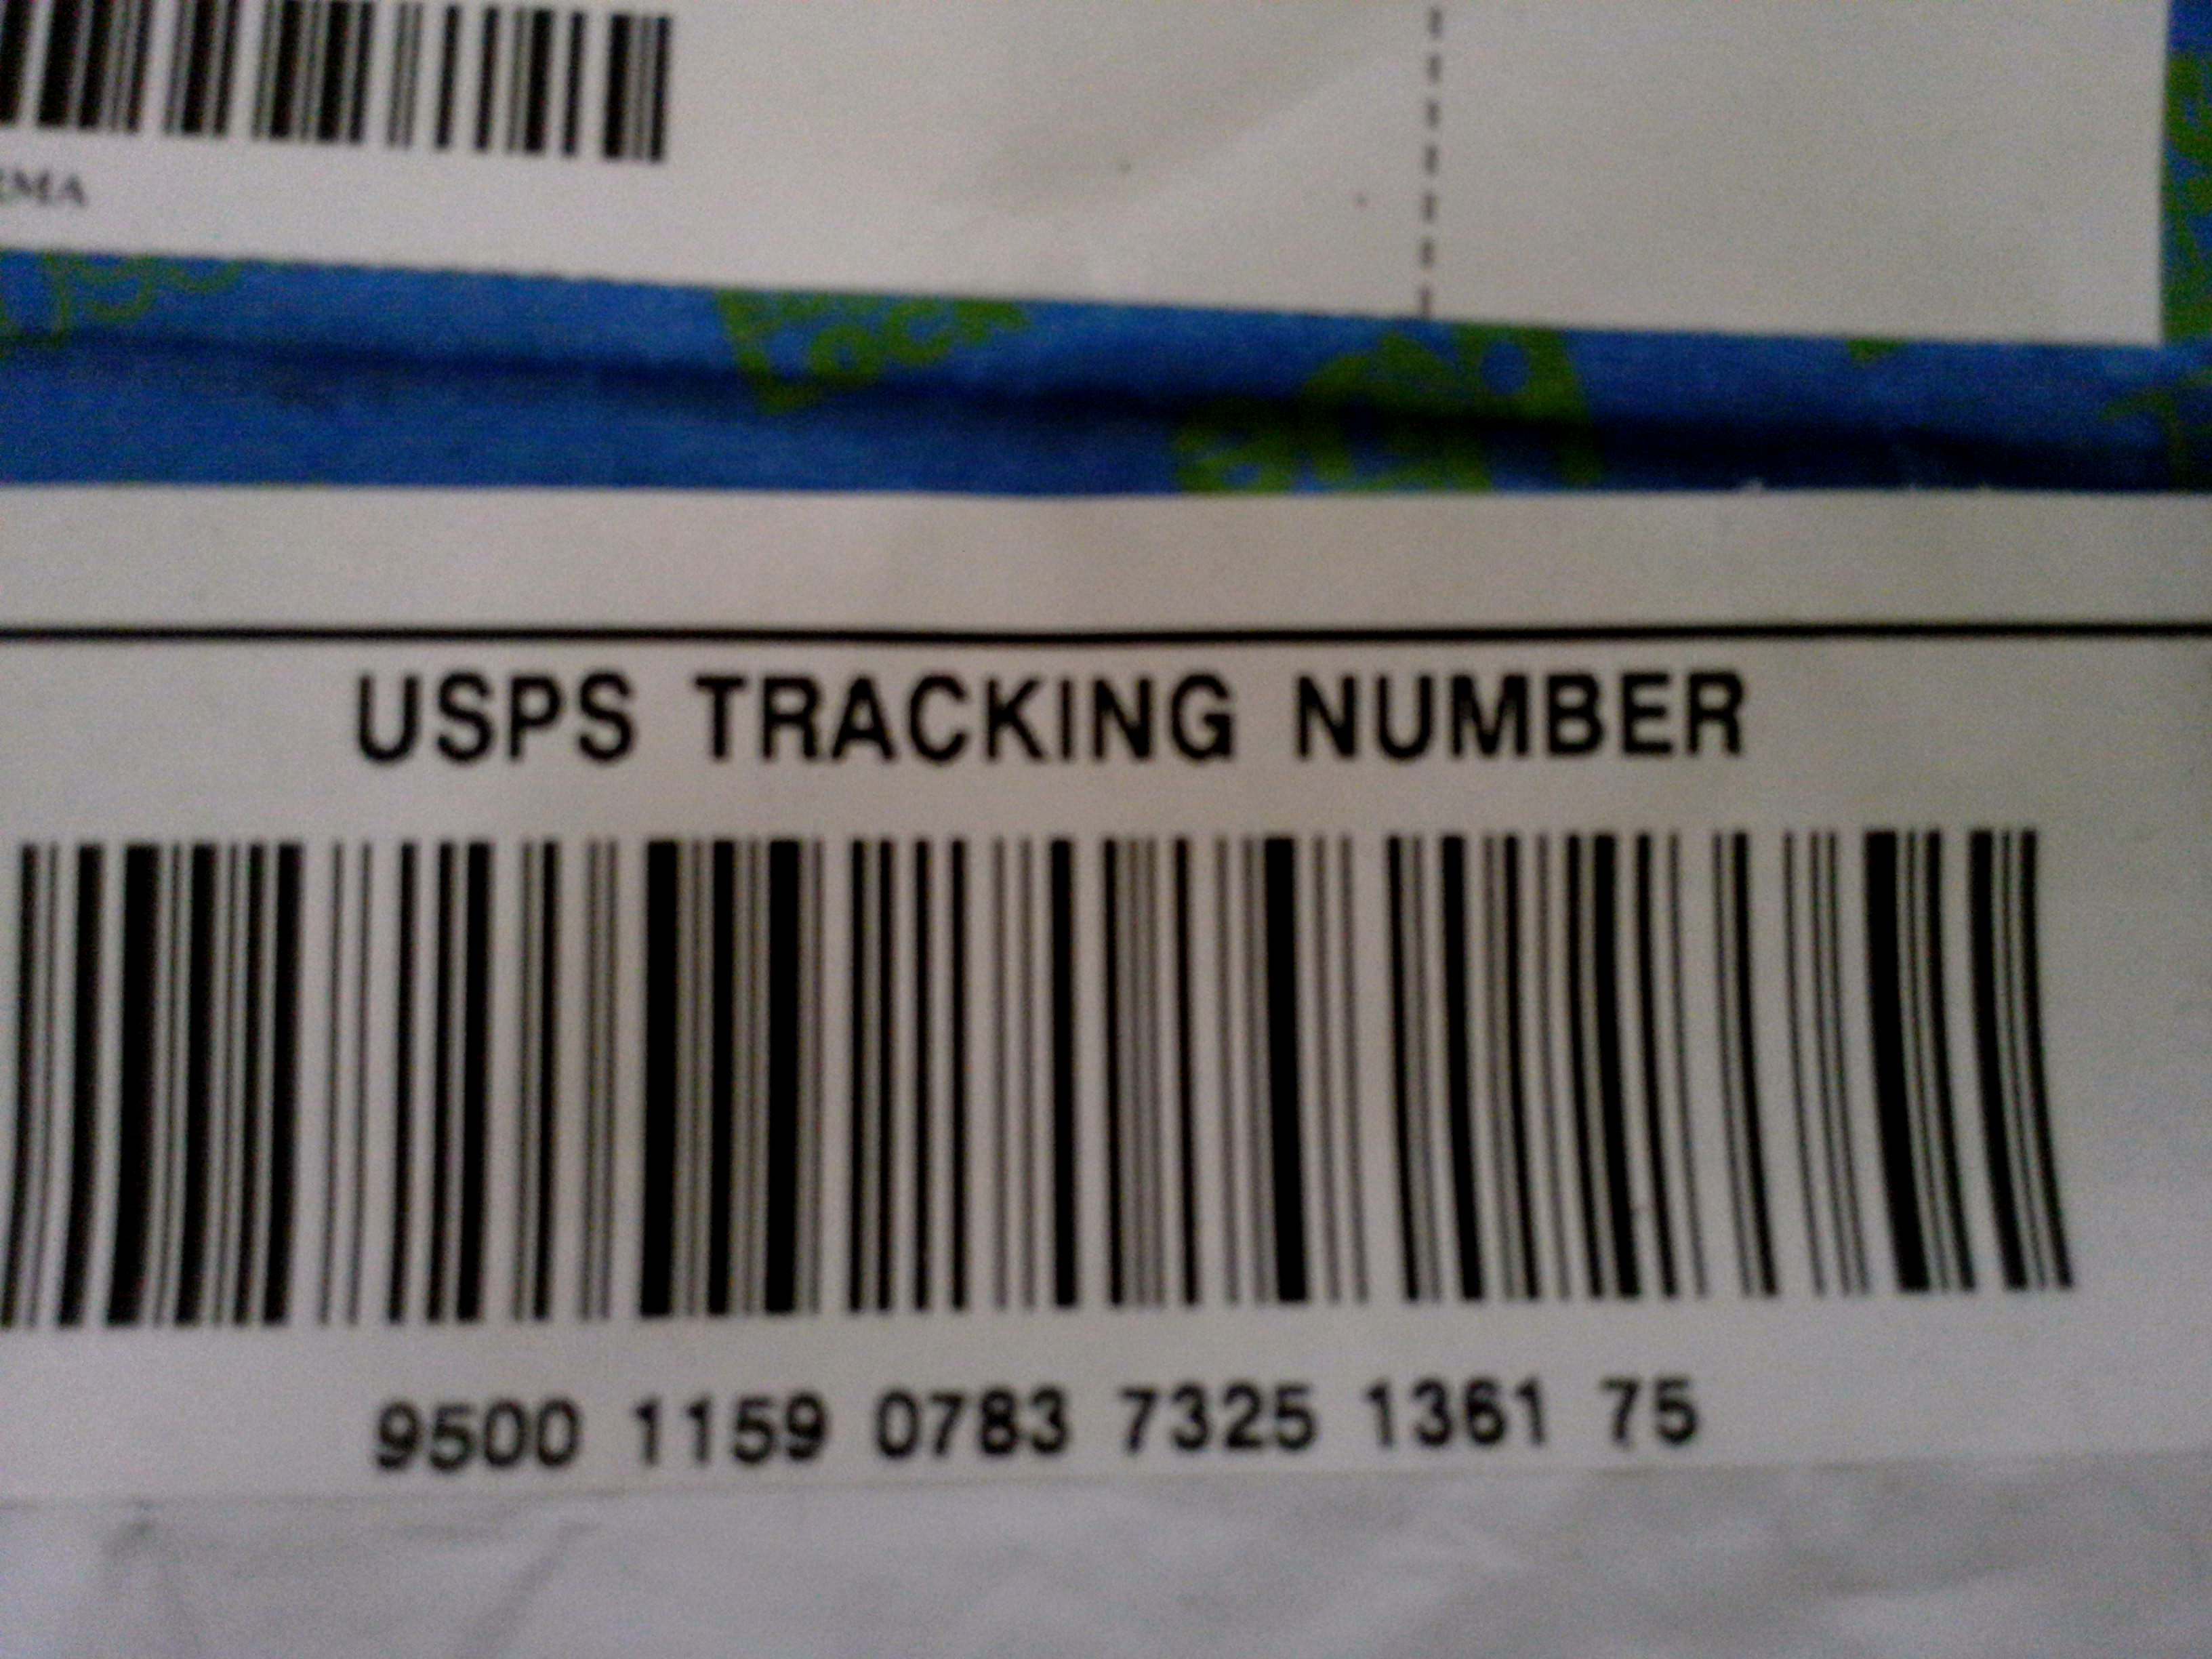 USPS TRACKING NUMBER
9500 1159 0783 7325 1361 75